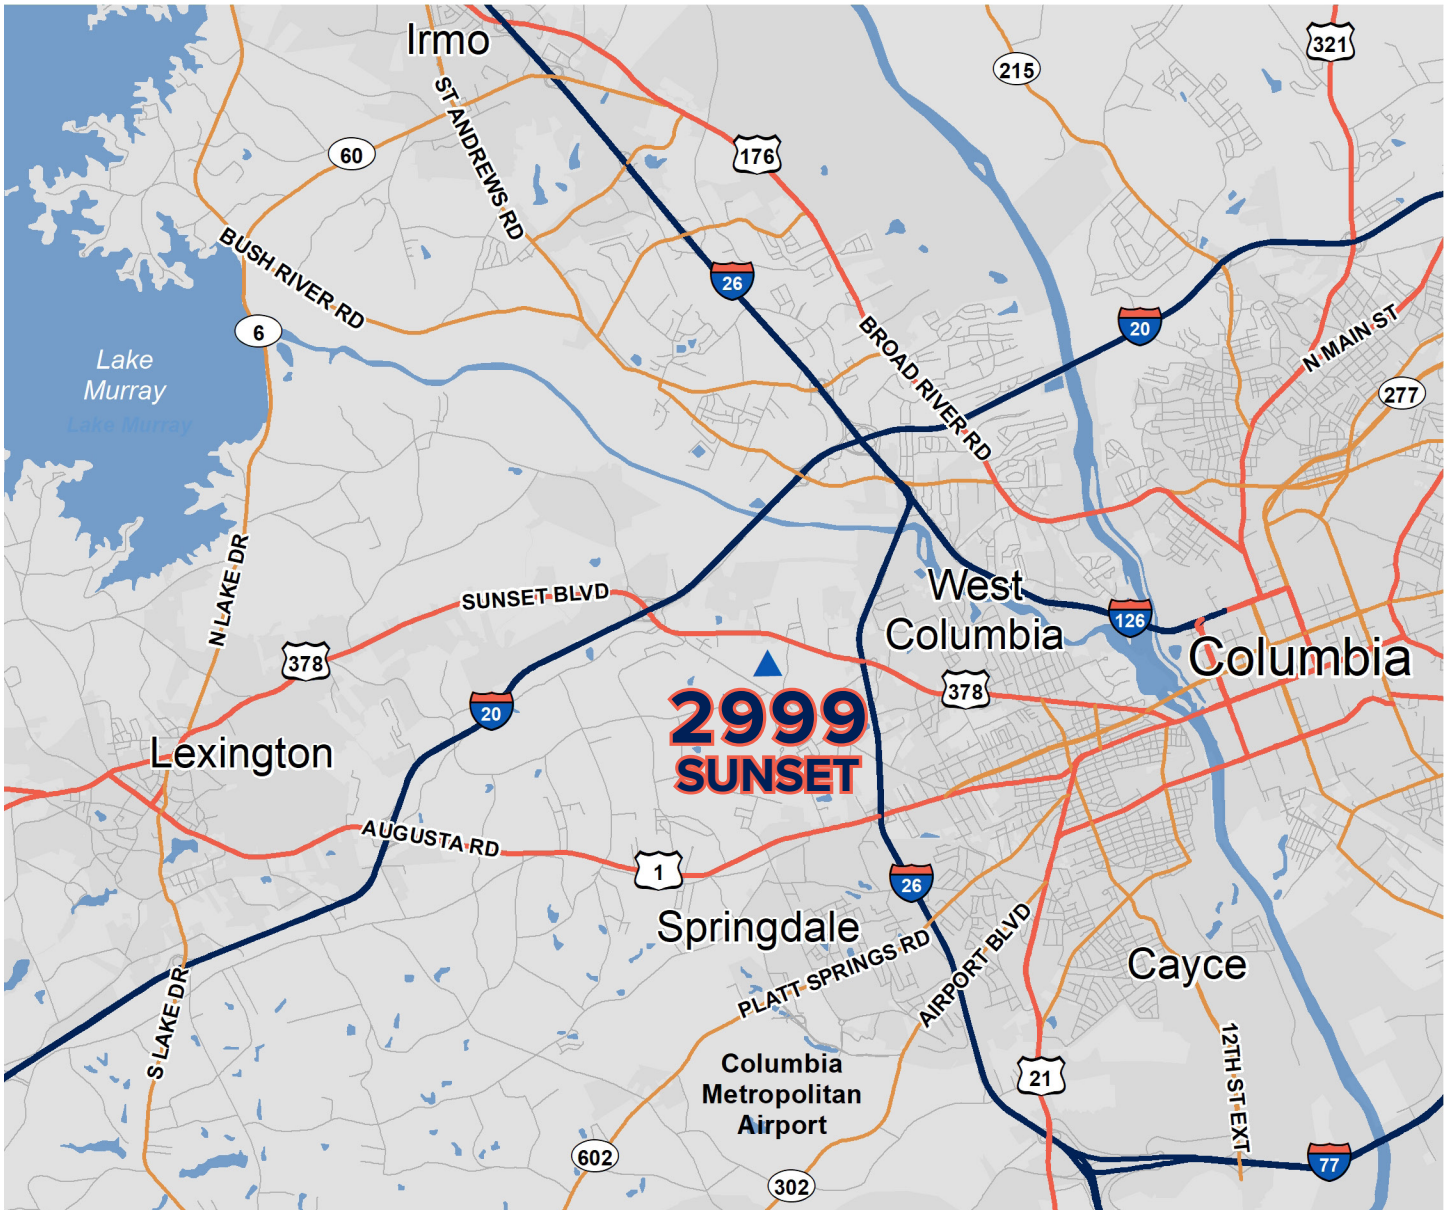 Irmo
321
215
ST ANDREWS RD
60
176
BUSH RIVER RD
26
6
20
BROAD RIVER RD
N MAIN ST
277
Lake
Murray
Lake Murray
N LAKE DR
SUNSET BLVD
West
Columbia
126
378
Columbia
378
20
2999
SUNSET
Lexington
AUGUSTA RD
1
26
Springdale
PLATT SPRINGS RD
AIRPORT BLVD
Cayce
S LAKE DR
12TH ST EXT
Columbia
Metropolitan
Airport
21
602
302
77